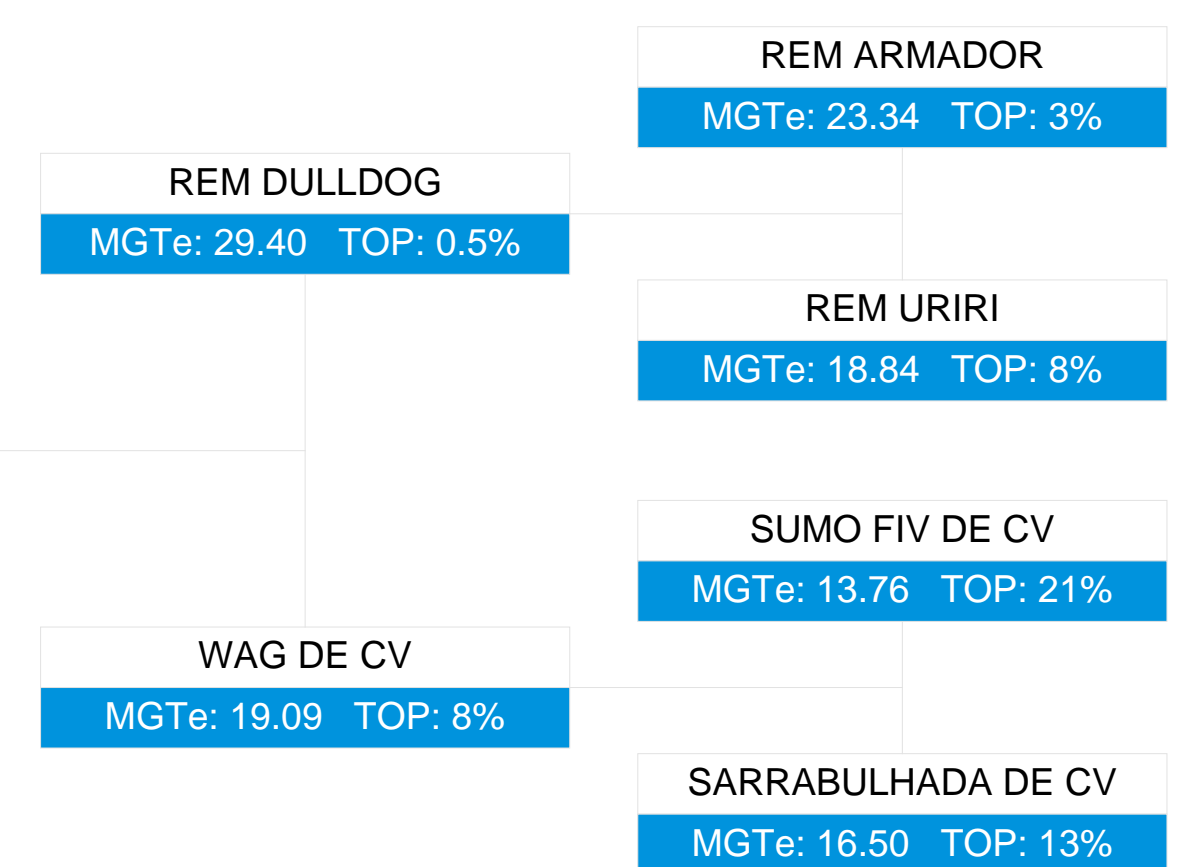 REM ARMADOR
MGTe: 23.34 TOP: 3%
REM DULLDOG
MGTe: 29.40 TOP: 0.5%
REM URIRI
MGTe: 18.84 TOP: 8%
SUMO FIV DE CV
MGTe: 13.76 TOP: 21%
WAG DE CV
MGTe: 19.09 TOP: 8%
SARRABULHADA DE CV
MGTe: 16.50 TOP: 13%